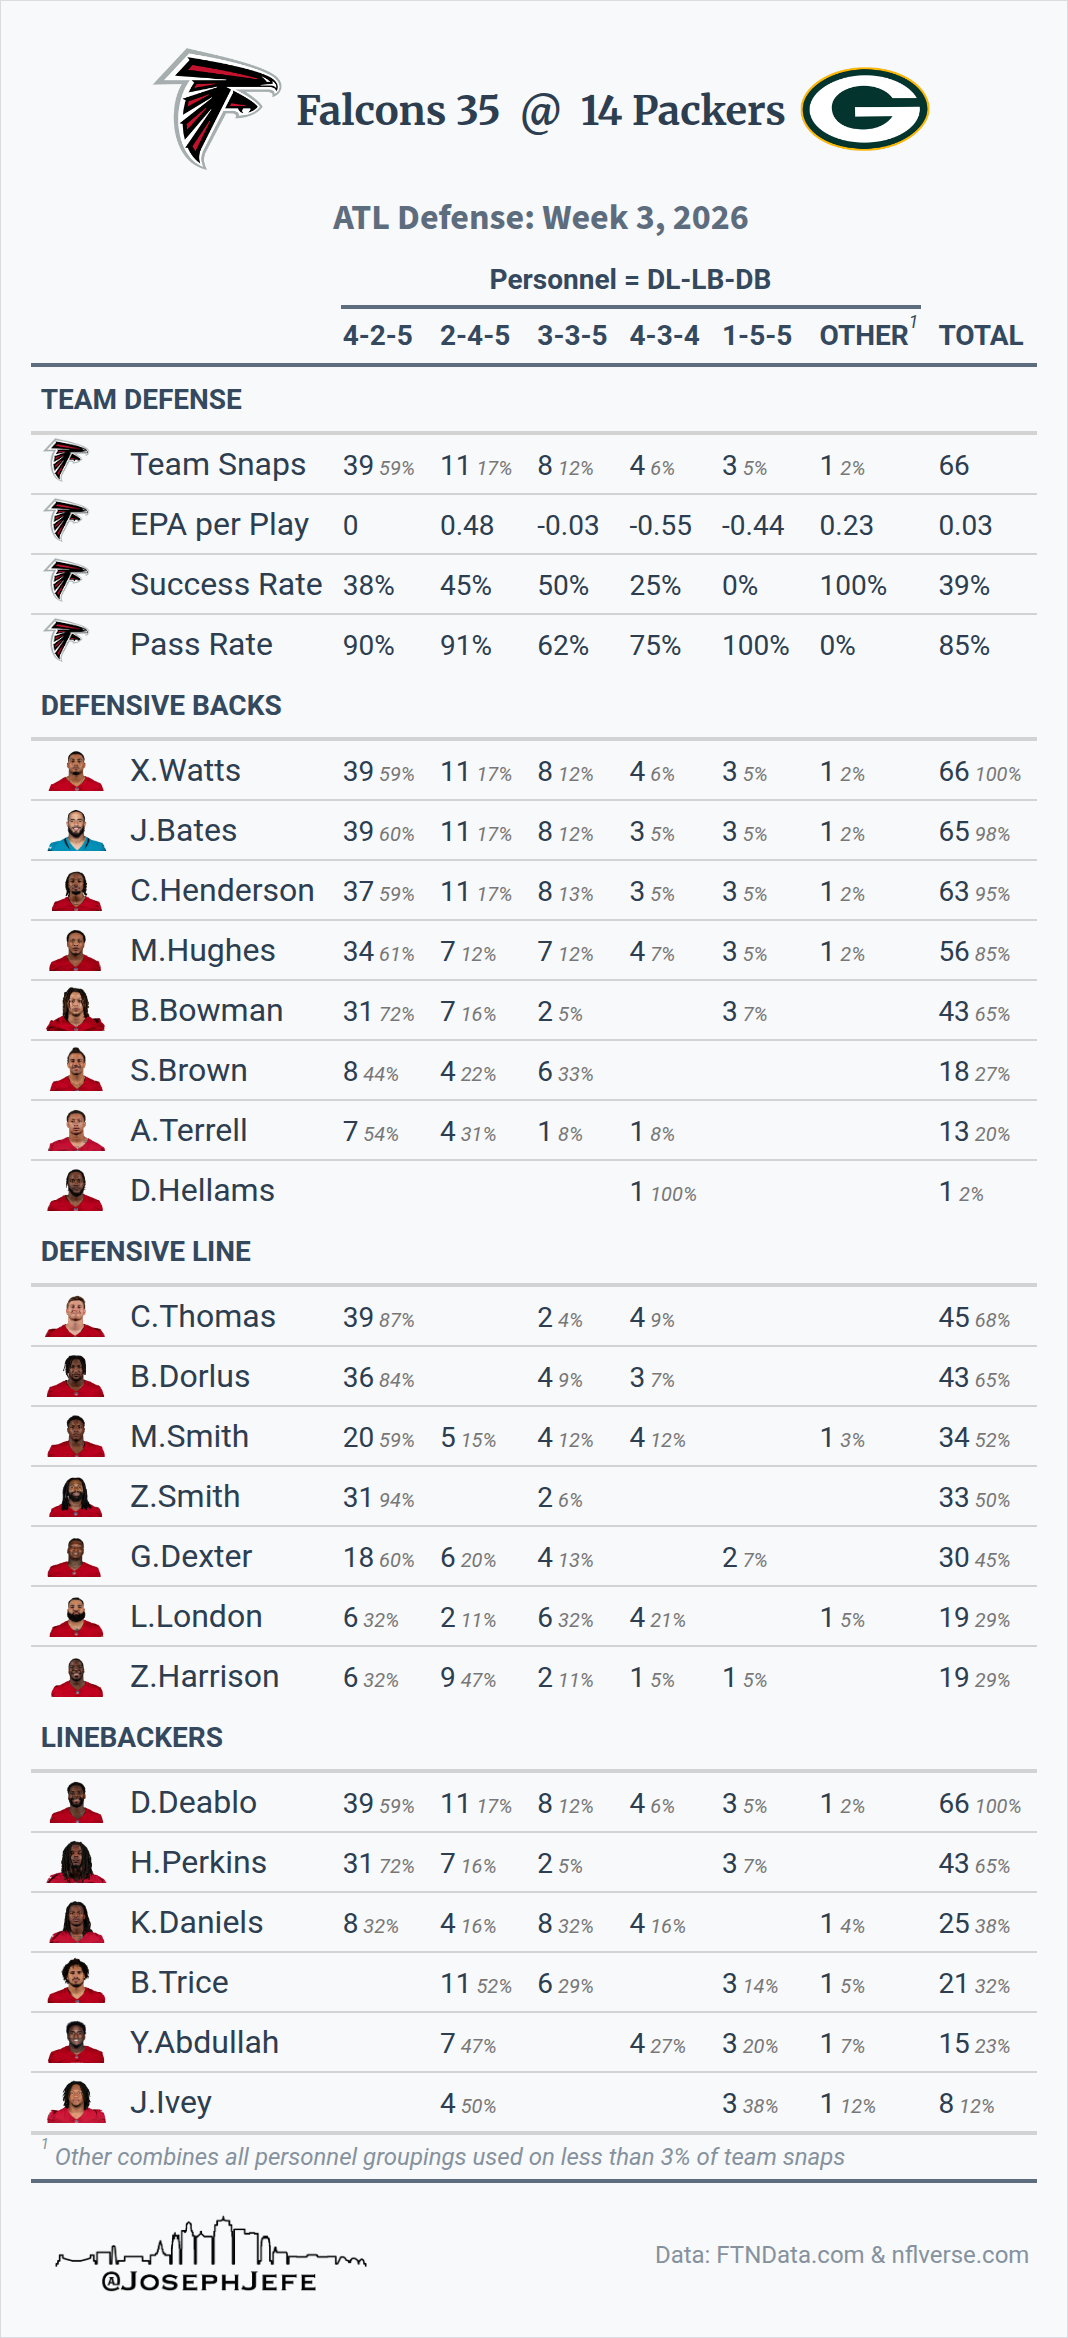 Falcons 35 @ 14 Packers
ATL Defense: Week 3, 2026
Personnel = DL-LB-DB
4-2-5 2-4-5 3-3-5 4-3-4 1-5-5 OTHER1 TOTAL
TEAM DEFENSE
Team Snaps 39 59% 11 17% 8 12% 4 6% 3 5% 1 2% 66
EPA per Play 0 0.48 -0.03 -0.55 -0.44 0.23 0.03
Success Rate 38% 45% 50% 25% 0% 100% 39%
Pass Rate 90% 91% 62% 75% 100% 0% 85%
DEFENSIVE BACKS
X.Watts 39 59% 11 17% 8 12% 4 6% 3 5% 1 2% 66 100%
J.Bates 39 60% 11 17% 8 12% 3 5% 3 5% 1 2% 65 98%
C.Henderson 37 59% 11 17% 8 13% 3 5% 3 5% 1 2% 63 95%
M.Hughes 34 61% 7 12% 7 12% 4 7% 3 5% 1 2% 56 85%
B.Bowman 31 72% 7 16% 2 5% 3 7% 43 65%
S.Brown 8 44% 4 22% 6 33% 18 27%
A.Terrell 7 54% 4 31% 1 8% 1 8% 13 20%
D.Hellams 1 100% 1 2%
DEFENSIVE LINE
C.Thomas 39 87% 2 4% 4 9% 45 68%
B.Dorlus 36 84% 4 9% 3 7% 43 65%
M.Smith 20 59% 5 15% 4 12% 4 12% 1 3% 34 52%
Z.Smith 31 94% 2 6% 33 50%
G.Dexter 18 60% 6 20% 4 13% 2 7% 30 45%
L.London 6 32% 2 11% 6 32% 4 21% 1 5% 19 29%
Z.Harrison 6 32% 9 47% 2 11% 1 5% 1 5% 19 29%
LINEBACKERS
D.Deablo 39 59% 11 17% 8 12% 4 6% 3 5% 1 2% 66 100%
H.Perkins 31 72% 7 16% 2 5% 3 7% 43 65%
K.Daniels 8 32% 4 16% 8 32% 4 16% 1 4% 25 38%
B.Trice 11 52% 6 29% 3 14% 1 5% 21 32%
Y.Abdullah 7 47% 4 27% 3 20% 1 7% 15 23%
J.Ivey 4 50% 3 38% 1 12% 8 12%
1 Other combines all personnel groupings used on less than 3% of team snaps
@JOSEPHJEFE
Data: FTNData.com & nflverse.com